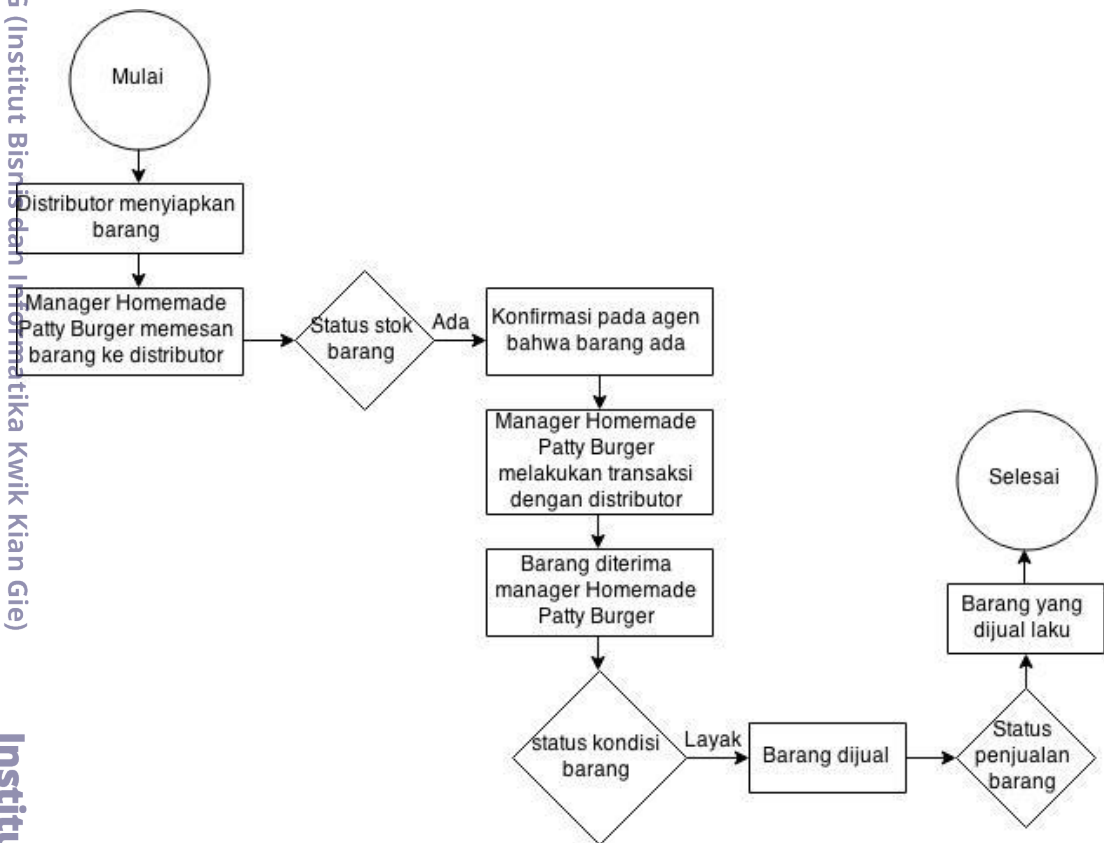 Mulai
Distributor menyiapkan
barang
Manager Homemade
Patty Burger memesan
barang ke distributor
Status stok
barang
Ada
Konfirmasi pada agen
bahwa barang ada
Manager Homemade
Patty Burger
melakukan transaksi
dengan distributor
Barang diterima
manager Homemade
Patty Burger
status kondisi
barang
Layak
Barang dijual
Status
penjualan
barang
Barang yang
dijual laku
Selesai
(Institut Bisnis dan Informatika Kwik Kian Gie)